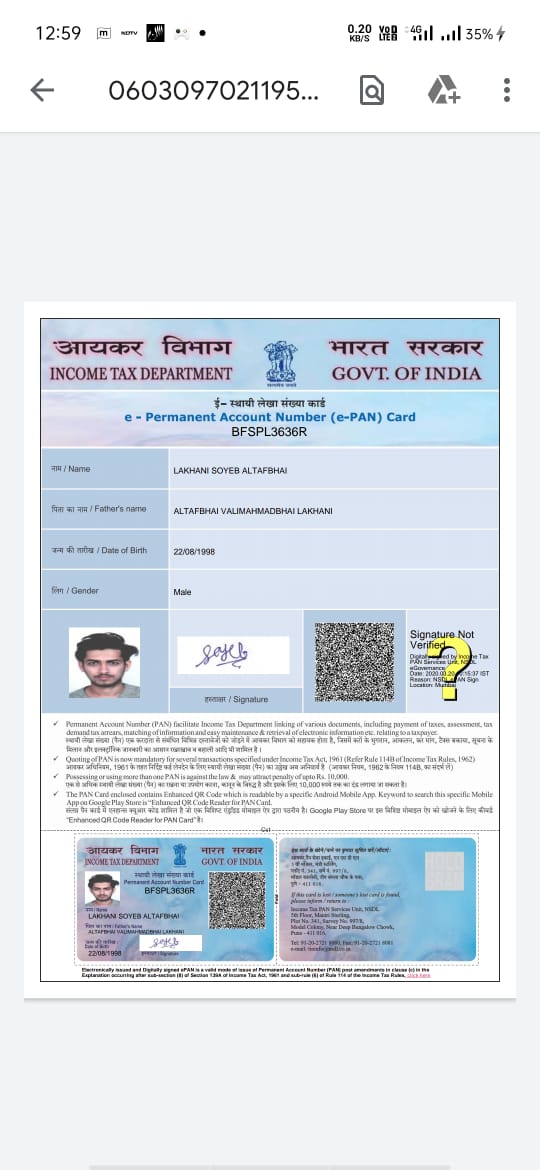 12:59 m NDTV 0.20 KB/S VoD LTE 4G 35%
0603097021195...
आयकर विभाग भारत सरकार
INCOME TAX DEPARTMENT GOVT. OF INDIA
ई- स्थायी लेखा संख्या कार्ड
e - Permanent Account Number (e-PAN) Card
BFSPL3636R
नाम / Name LAKHANI SOYEB ALTAFBHAI
पिता का नाम / Father's name ALTAFBHAI VALIMAHMADBHAI LAKHANI
जन्म की तारीख / Date of Birth 22/08/1998
लिंग / Gender Male
हस्ताक्षर / Signature
Signature Not
Verified
Digitally signed by Income Tax
PAN Services Unit, NSDL
eGovernance
Reason: NSDL ePAN Sign
Location: Mumbai
✓ Permanent Account Number (PAN) facilitate Income Tax Department linking of various documents, including payment of taxes, assessment, tax
demand tax arrears, matching of information and easy maintenance & retrieval of electronic information etc. relating to a taxpayer.
स्थायी लेखा संख्या (पैन) एक करदाता से संबंधित विभिन्न दस्तावेजों को जोड़ने में आयकर विभाग को सहायक होता है, जिसमें करों के भुगतान, आकलन, कर मांग, टैक्स बकाया, सूचना के
मिलान और इलक्ट्रॉनिक जानकारी का आसान रखरखाव व बहाली आदि भी शामिल है।
✓ Quoting of PAN is now mandatory for several transactions specified under Income Tax Act, 1961 (Refer Rule 114B of Income Tax Rules, 1962)
आयकर अधिनियम, 1961 के तहत निर्दिष्ट कई लेनदेन के लिए स्थायी लेखा संख्या (पैन) का उल्लेख अब अनिवार्य है (आयकर नियम, 1962 के नियम 114B, का संदर्भ लें)
✓ Possessing or using more than one PAN is against the law & may attract penalty of upto Rs. 10,000.
एक से अधिक स्थायी लेखा संख्या (पैन) का रखना या उपयोग करना, कानून के विरुद्ध है और इसके लिए 10,000 रुपये तक का दंड लगाया जा सकता है।
✓ The PAN Card enclosed contains Enhanced QR Code which is readable by a specific Android Mobile App. Keyword to search this specific Mobile
App on Google Play Store is "Enhanced QR Code Reader for PAN Card.
संलग्न पैन कार्ड में एनहान्स क्यूआर कोड शामिल है जो एक विशिष्ट एंड्रॉइड मोबाइल ऐप द्वारा पठनीय है। Google Play Store पर इस विशिष्ट मोबाइल ऐप को खोजने के लिए कीवर्ड
"Enhanced QR Code Reader for PAN Card" है।
Cut
आयकर विभाग भारत सरकार
INCOME TAX DEPARTMENT GOVT. OF INDIA
स्थायी लेखा संख्या कार्ड
Permanent Account Number Card
BFSPL3636R
नाम / Name
LAKHANI SOYEB ALTAFBHAI
पिता का नाम / Father's Name
ALTAFBHAI VALIMAHMADBHAI LAKHANI
जन्म की तारीख
Date of Birth
22/08/1998
हस्ताक्षर / Signature
Fold
If this card is lost / someone's lost card is found,
please inform / return to :
Income Tax PAN Services Unit, NSDL
5th Floor, Mantri Sterling,
Plot No. 341, Survey No. 997/8,
Model Colony, Near Deep Bungalow Chowk,
Pune - 411 016.
Tel: 91-20-2721 8080, Fax: 91-20-2721 8081
e-mail: tininfo@nsdl.co.in
Electronically issued and Digitally signed ePAN is a valid mode of issue of Permanent Account Number (PAN) post amendments in clause (c) in the
Explanation occurring after sub-section (8) of Section 139A of Income Tax Act, 1961 and sub-rule (6) of Rule 114 of the Income Tax Rules, click here